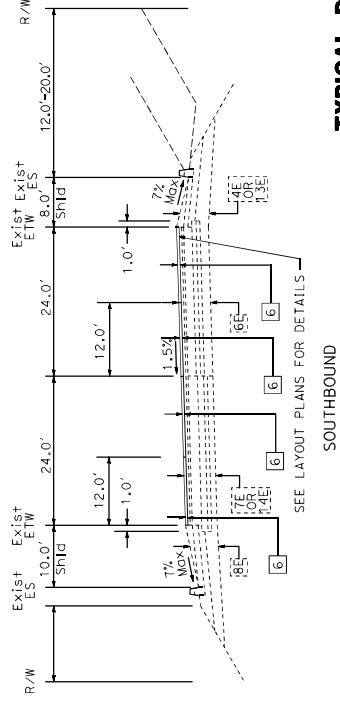 R/W
Exist
ES
10.0'
Shld
Exist
ETW
24.0'
24.0'
Exist
ETW
8.0'
Shld
Exist
ES
12.0'-20.0'
R/W
12.0'
1.0'
12.0'
1.0'
7%
Max
1.5%
7%
Max
8E
6
7E
OR
14E
6
6
6E
6
4E
OR
13E
SEE LAYOUT PLANS FOR DETAILS
SOUTHBOUND
TYPICAL